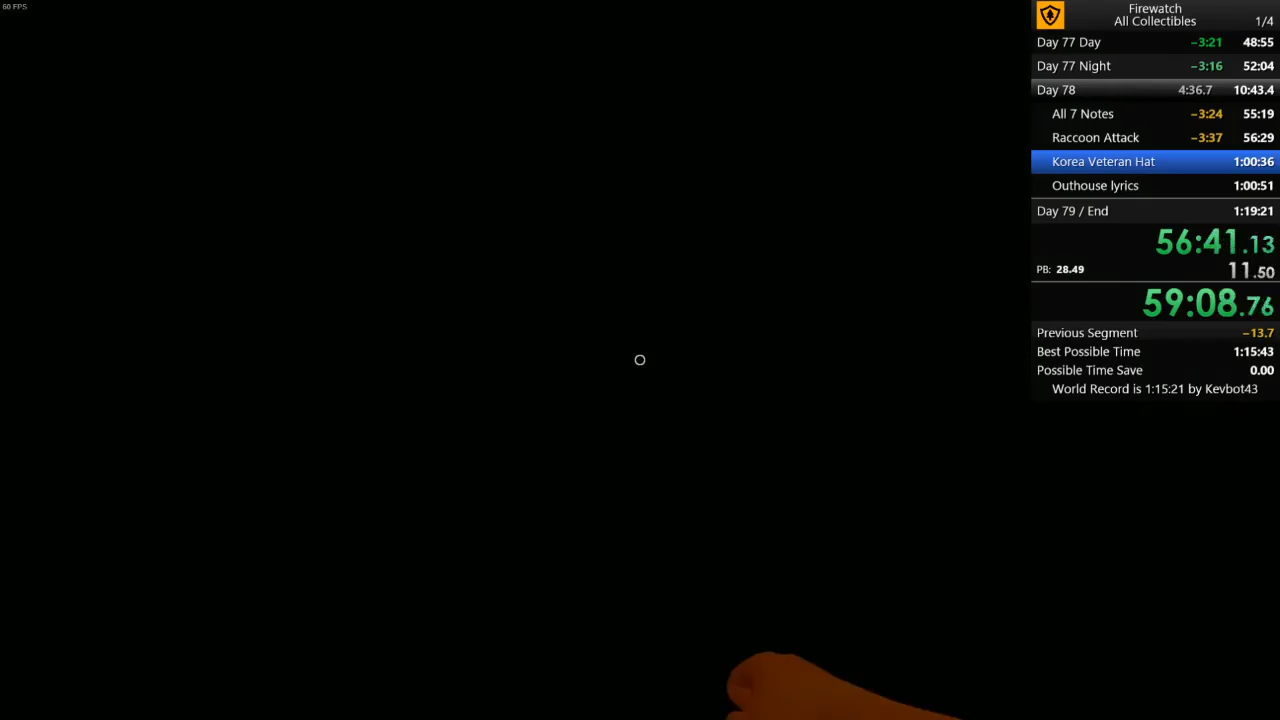 60 FPS
Firewatch
All Collectibles 1/4
Day 77 Day −3:21 48:55
Day 77 Night −3:16 52:04
Day 78 4:36.7 10:43.4
All 7 Notes −3:24 55:19
Raccoon Attack −3:37 56:29
Korea Veteran Hat 1:00:36
Outhouse lyrics 1:00:51
Day 79 / End 1:19:21
56:41.13
PB: 28.49 11.50
59:08.76
Previous Segment −13.7
Best Possible Time 1:15:43
Possible Time Save 0.00
World Record is 1:15:21 by Kevbot43